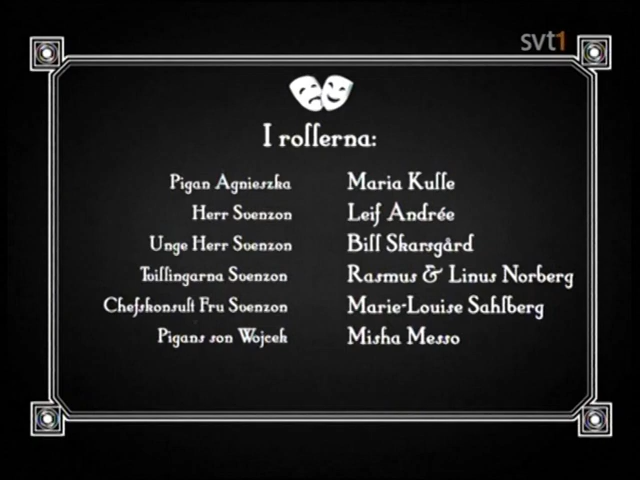 svt1
I rollerna:
Pigan Agnieszka Maria Kulle
Herr Svenzon Leif Andrée
Unge Herr Svenzon Bill Skarsgård
Tvillingarna Svenzon Rasmus & Linus Norberg
Chefskonsult Fru Svenzon Marie-Louise Sahlberg
Pigans son Wojcek Misha Messo